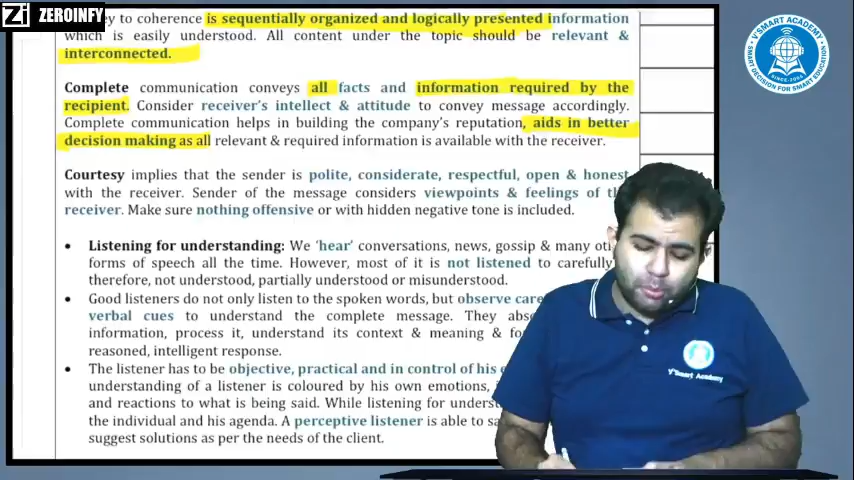 Zi ZEROINFY
ey to coherence is sequentially organized and logically presented information
which is easily understood. All content under the topic should be relevant &
interconnected.
Complete communication conveys all facts and information required by the
recipient. Consider receiver's intellect & attitude to convey message accordingly.
Complete communication helps in building the company's reputation, aids in better
decision making as all relevant & required information is available with the receiver.
Courtesy implies that the sender is polite, considerate, respectful, open & honest
with the receiver. Sender of the message considers viewpoints & feelings of
receiver. Make sure nothing offensive or with hidden negative tone is included.
• Listening for understanding: We 'hear' conversations, news, gossip & many
forms of speech all the time. However, most of it is not listened to carefully
therefore, not understood, partially understood or misunderstood.
• Good listeners do not only listen to the spoken words, but observe
verbal cues to understand the complete message. They
information, process it, understand its context & meaning &
reasoned, intelligent response.
• The listener has to be objective, practical and in control of his
understanding of a listener is coloured by his own emotions,
and reactions to what is being said. While listening for
the individual and his agenda. A perceptive listener is able to
suggest solutions as per the needs of the client.
V'SMART ACADEMY
SINCE-2004
SMART DECISION FOR SMART EDUCATION
V'Smart Academy